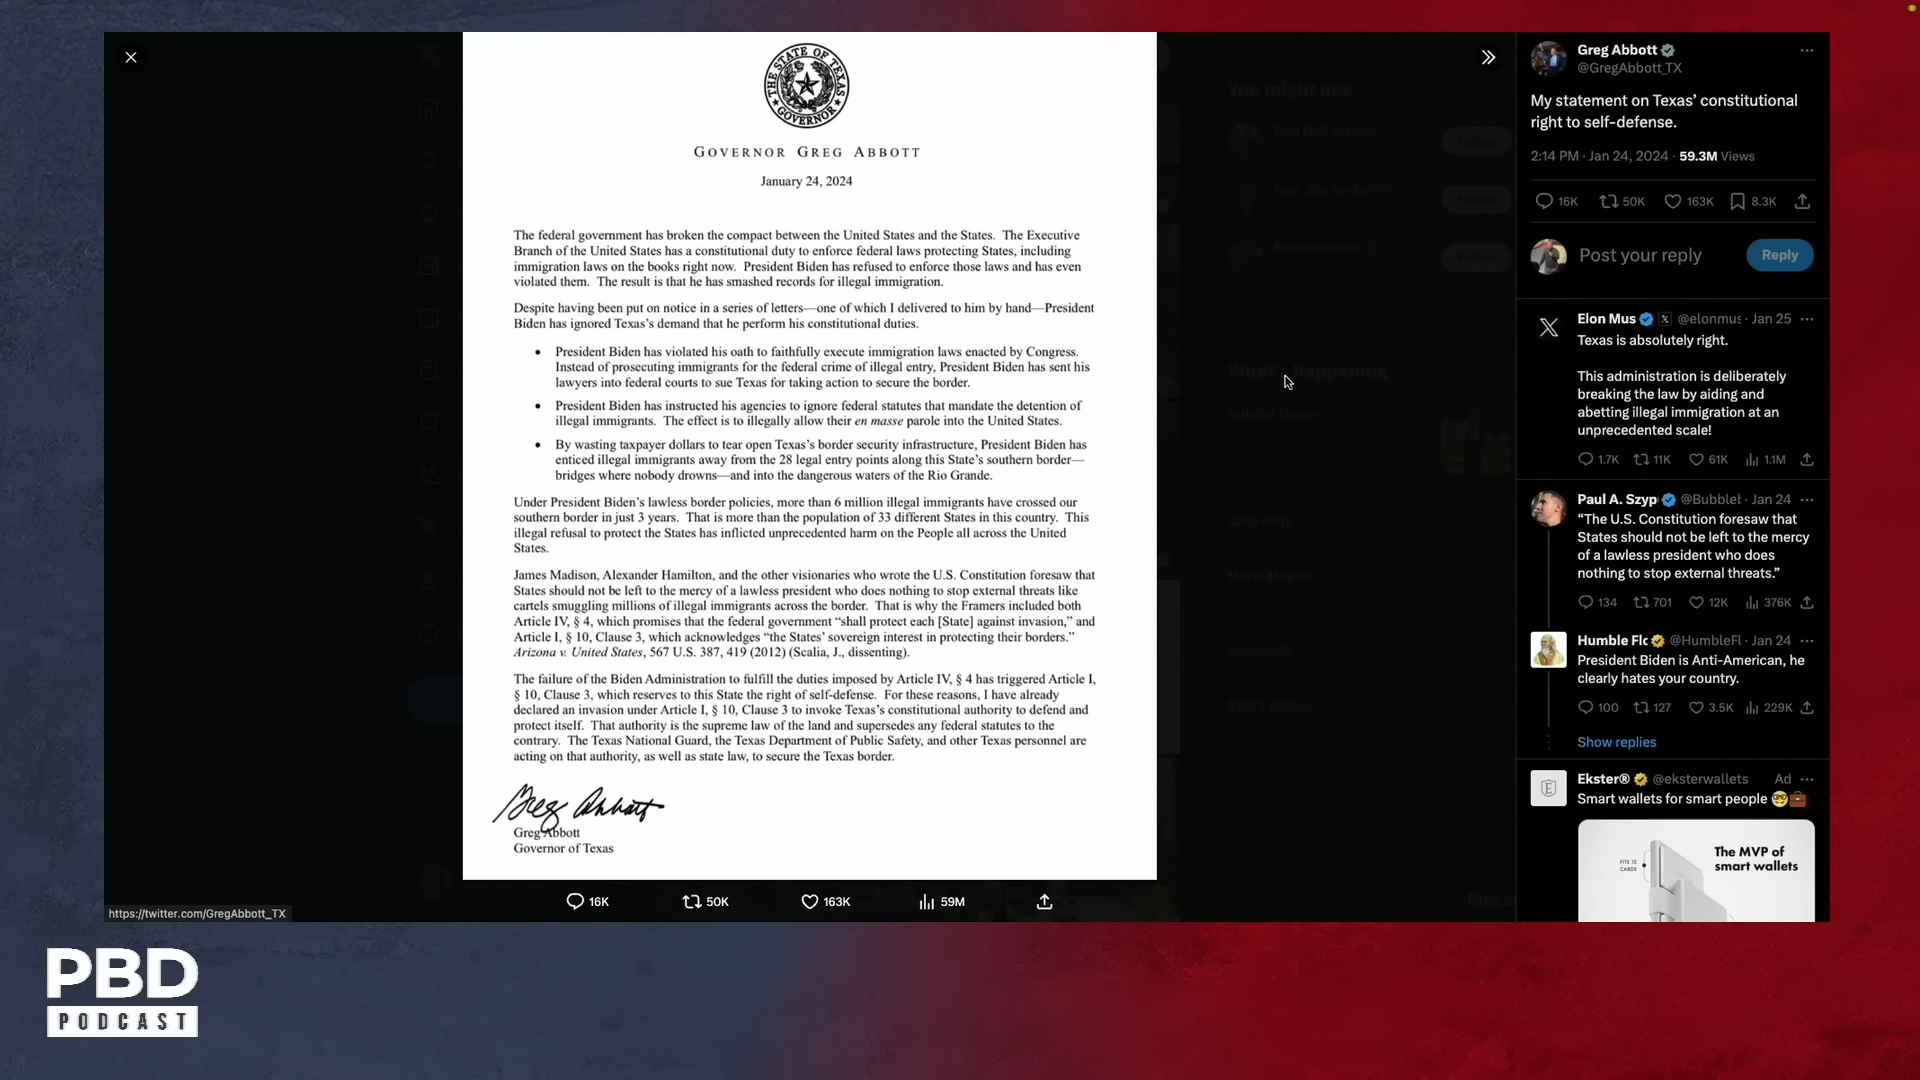 THE STATE OF TEXAS
GOVERNOR
GOVERNOR GREG ABBOTT
January 24, 2024
The federal government has broken the compact between the United States and the States. The Executive
Branch of the United States has a constitutional duty to enforce federal laws protecting States, including
immigration laws on the books right now. President Biden has refused to enforce those laws and has even
violated them. The result is that he has smashed records for illegal immigration.
Despite having been put on notice in a series of letters—one of which I delivered to him by hand—President
Biden has ignored Texas's demand that he perform his constitutional duties.
• President Biden has violated his oath to faithfully execute immigration laws enacted by Congress.
Instead of prosecuting immigrants for the federal crime of illegal entry, President Biden has sent his
lawyers into federal courts to sue Texas for taking action to secure the border.
• President Biden has instructed his agencies to ignore federal statutes that mandate the detention of
illegal immigrants. The effect is to illegally allow their en masse parole into the United States.
• By wasting taxpayer dollars to tear open Texas's border security infrastructure, President Biden has
enticed illegal immigrants away from the 28 legal entry points along this State's southern border—
bridges where nobody drowns—and into the dangerous waters of the Rio Grande.
Under President Biden's lawless border policies, more than 6 million illegal immigrants have crossed our
southern border in just 3 years. That is more than the population of 33 different States in this country. This
illegal refusal to protect the States has inflicted unprecedented harm on the People all across the United
States.
James Madison, Alexander Hamilton, and the other visionaries who wrote the U.S. Constitution foresaw that
States should not be left to the mercy of a lawless president who does nothing to stop external threats like
cartels smuggling millions of illegal immigrants across the border. That is why the Framers included both
Article IV, § 4, which promises that the federal government "shall protect each [State] against invasion," and
Article I, § 10, Clause 3, which acknowledges "the States' sovereign interest in protecting their borders."
Arizona v. United States, 567 U.S. 387, 419 (2012) (Scalia, J., dissenting).
The failure of the Biden Administration to fulfill the duties imposed by Article IV, § 4 has triggered Article I,
§ 10, Clause 3, which reserves to this State the right of self-defense. For these reasons, I have already
declared an invasion under Article I, § 10, Clause 3 to invoke Texas's constitutional authority to defend and
protect itself. That authority is the supreme law of the land and supersedes any federal statutes to the
contrary. The Texas National Guard, the Texas Department of Public Safety, and other Texas personnel are
acting on that authority, as well as state law, to secure the Texas border.
Greg Abbott
Greg Abbott
Governor of Texas
16K 50K 163K 59M
https://twitter.com/GregAbbott_TX
You might like
Ron DeSantis
Follow
Rep. Jim Jordan
Follow
Follow
What's happening
Chip Kelly
Marla Maples
Greg Abbott
@GregAbbott_TX
My statement on Texas' constitutional
right to self-defense.
2:14 PM · Jan 24, 2024 · 59.3M Views
16K 50K 163K 8.3K
Post your reply
Reply
Elon Mus @elonmus · Jan 25
Texas is absolutely right.
This administration is deliberately
breaking the law by aiding and
abetting illegal immigration at an
unprecedented scale!
1.7K 11K 61K 1.1M
Paul A. Szyp @Bubblel · Jan 24
"The U.S. Constitution foresaw that
States should not be left to the mercy
of a lawless president who does
nothing to stop external threats."
134 701 12K 376K
Humble Flo @HumbleFl · Jan 24
President Biden is Anti-American, he
clearly hates your country.
100 127 3.5K 229K
Show replies
Ekster® @eksterwallets Ad
Smart wallets for smart people
FITS 12
CARDS
The MVP of
smart wallets
PBD
PODCAST